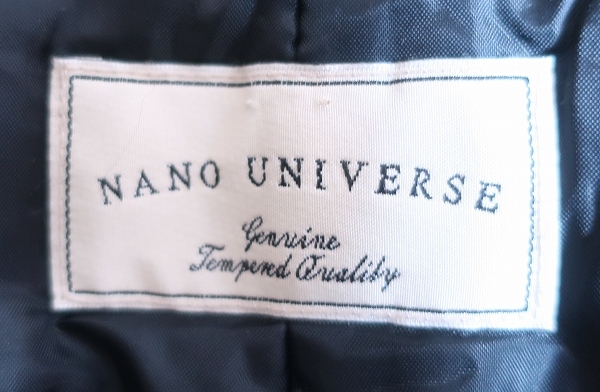 NANO UNIVERSE
Genuine
Tempered Quality